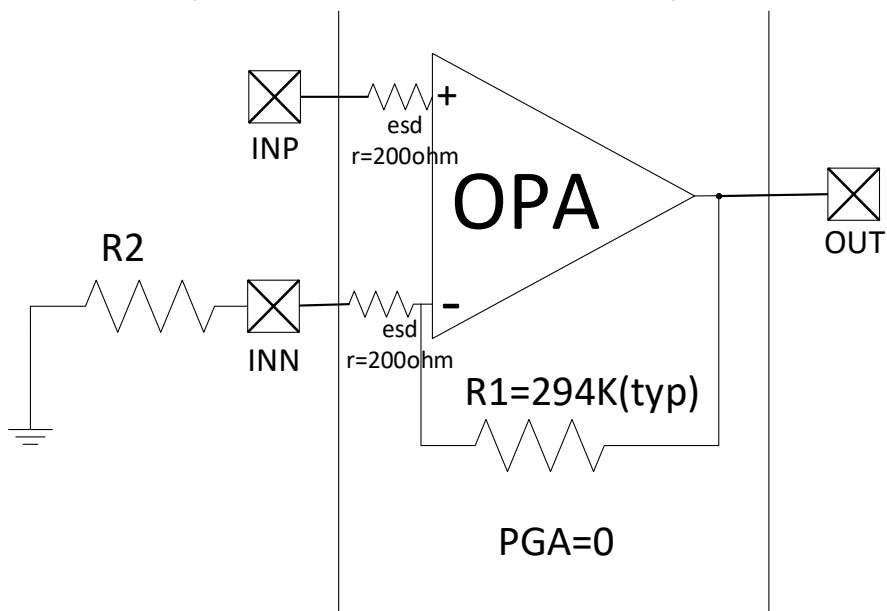 +
INP
esd
r=200ohm
OPA
OUT
R2
-
INN
esd
r=200ohm
R1=294K(typ)
PGA=0